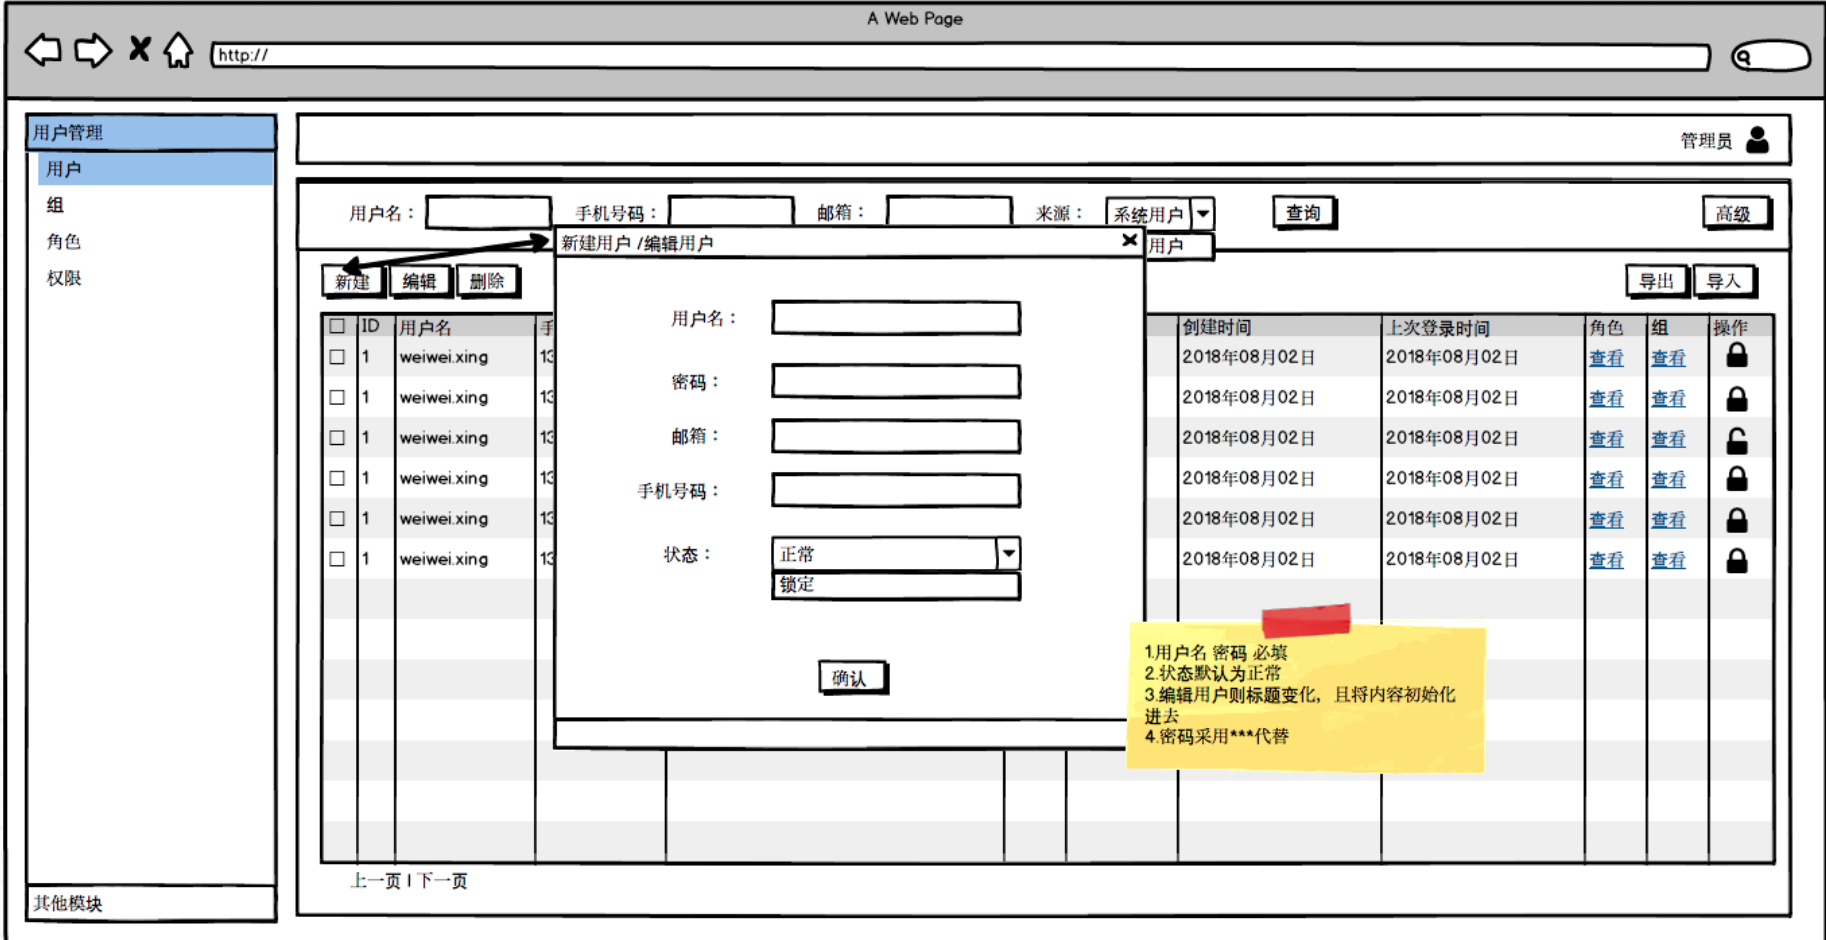 A Web Page
http://
用户管理
用户
组
角色
权限
其他模块
管理员
用户名： 手机号码： 邮箱： 来源： 系统用户 查询 高级
用户
新建 编辑 删除 导出 导入
新建用户 /编辑用户
用户名：
密码：
邮箱：
手机号码：
状态： 正常
锁定
确认
ID 用户名 手 创建时间 上次登录时间 角色 组 操作
1 weiwei.xing 13 2018年08月02日 2018年08月02日 查看 查看
1 weiwei.xing 13 2018年08月02日 2018年08月02日 查看 查看
1 weiwei.xing 13 2018年08月02日 2018年08月02日 查看 查看
1 weiwei.xing 13 2018年08月02日 2018年08月02日 查看 查看
1 weiwei.xing 13 2018年08月02日 2018年08月02日 查看 查看
1 weiwei.xing 13 2018年08月02日 2018年08月02日 查看 查看
1.用户名 密码 必填
2.状态默认为正常
3.编辑用户则标题变化，且将内容初始化
进去
4.密码采用***代替
上一页 | 下一页